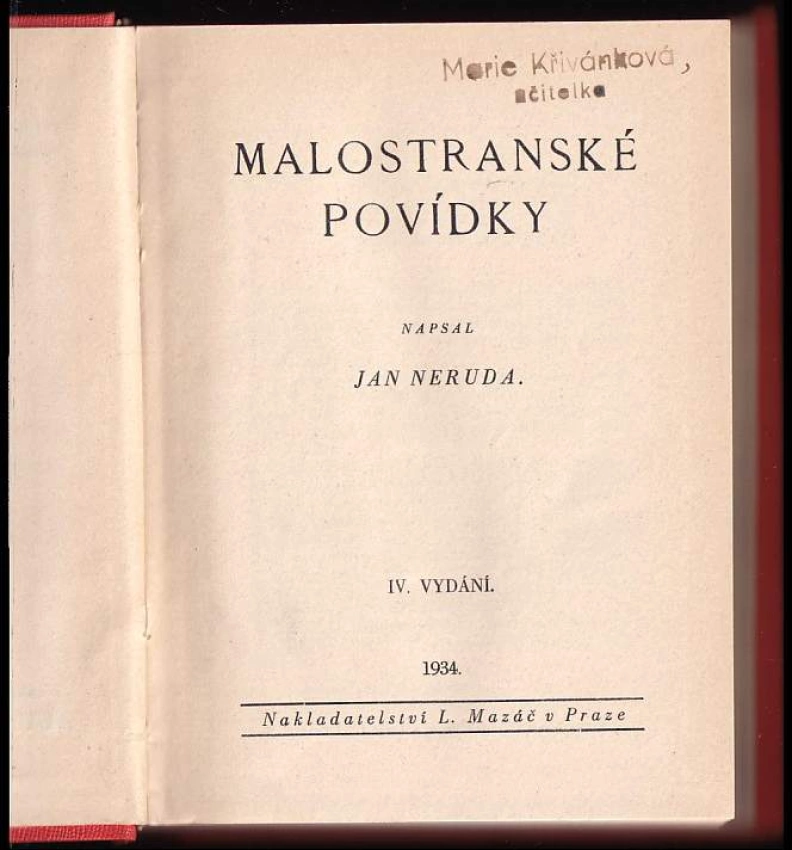 Marie Křivánková,
učitelka
MALOSTRANSKÉ
POVÍDKY
NAPSAL
JAN NERUDA.
IV. VYDÁNÍ.
1934.
Nakladatelství L. Mazáč v Praze